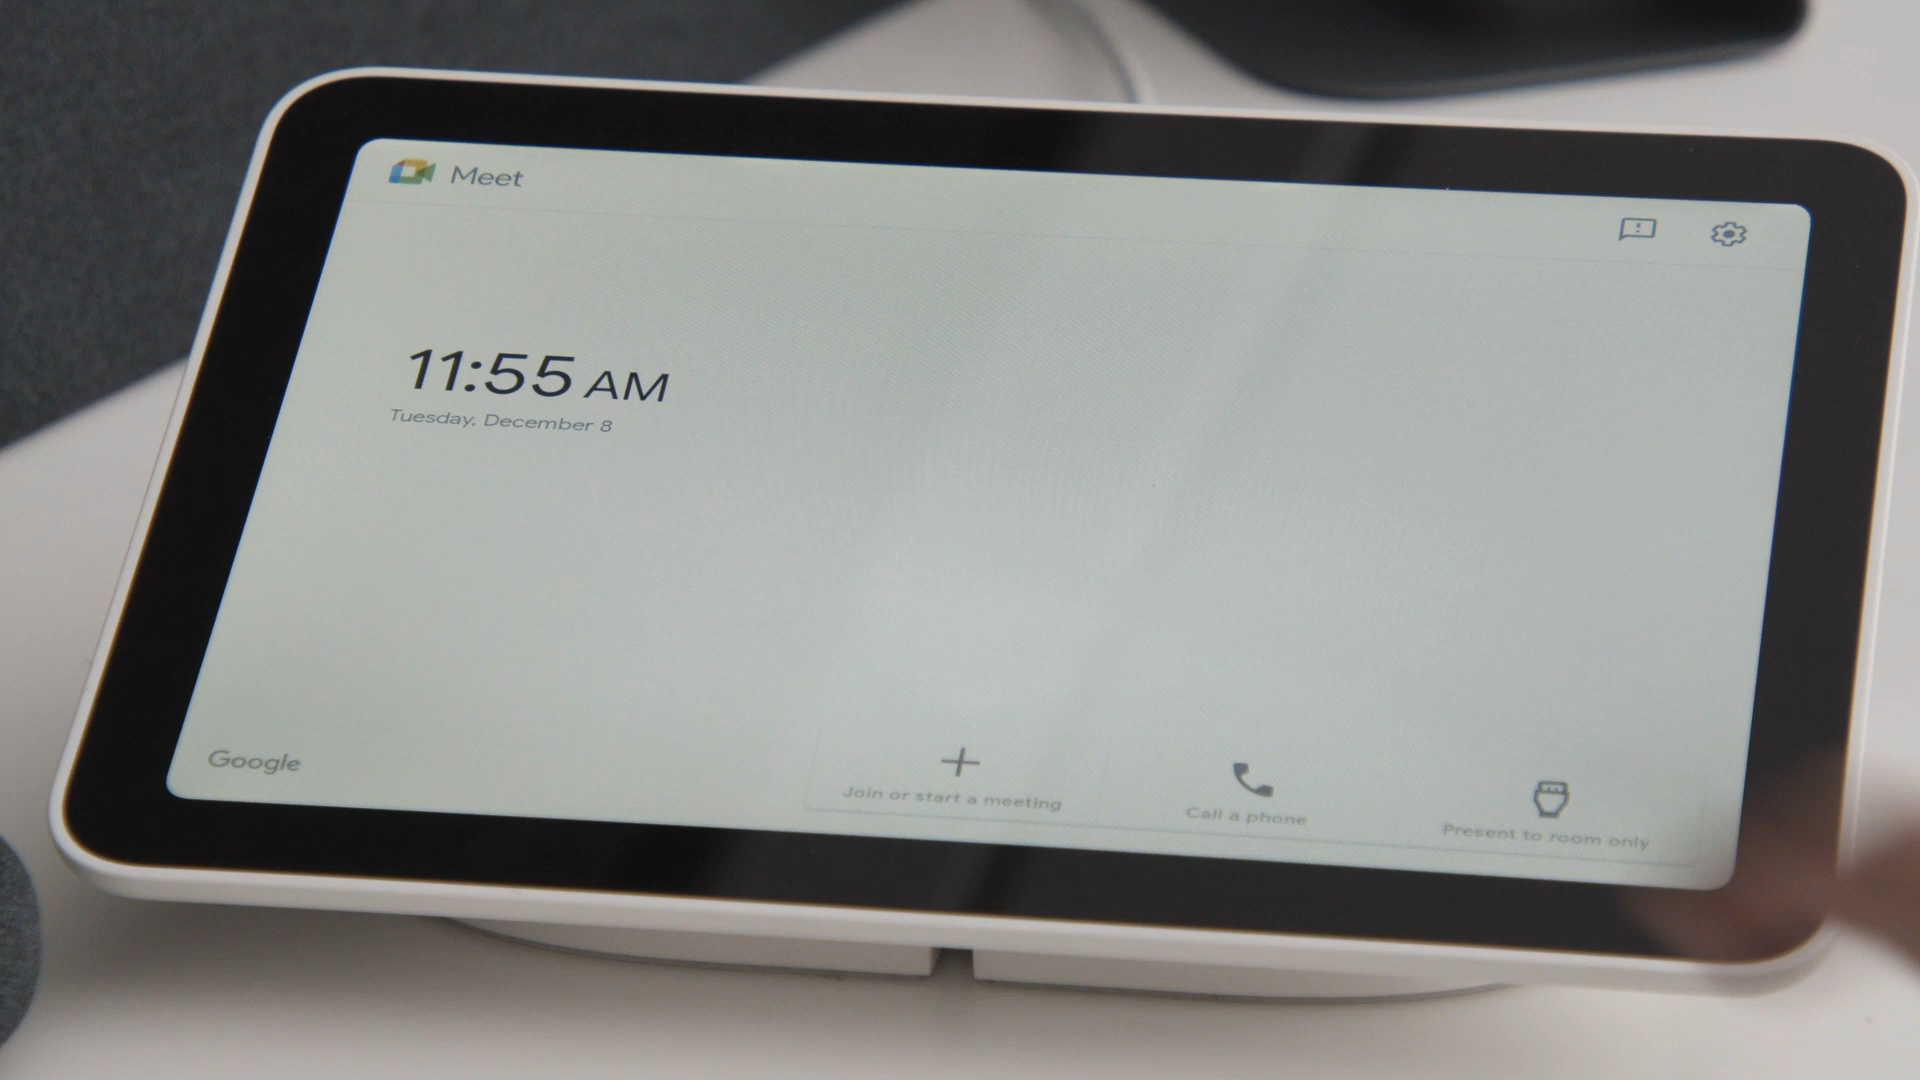 Meet
11:55 AM
Tuesday, December 8
Google
Join or start a meeting
Call a phone
Present to room only